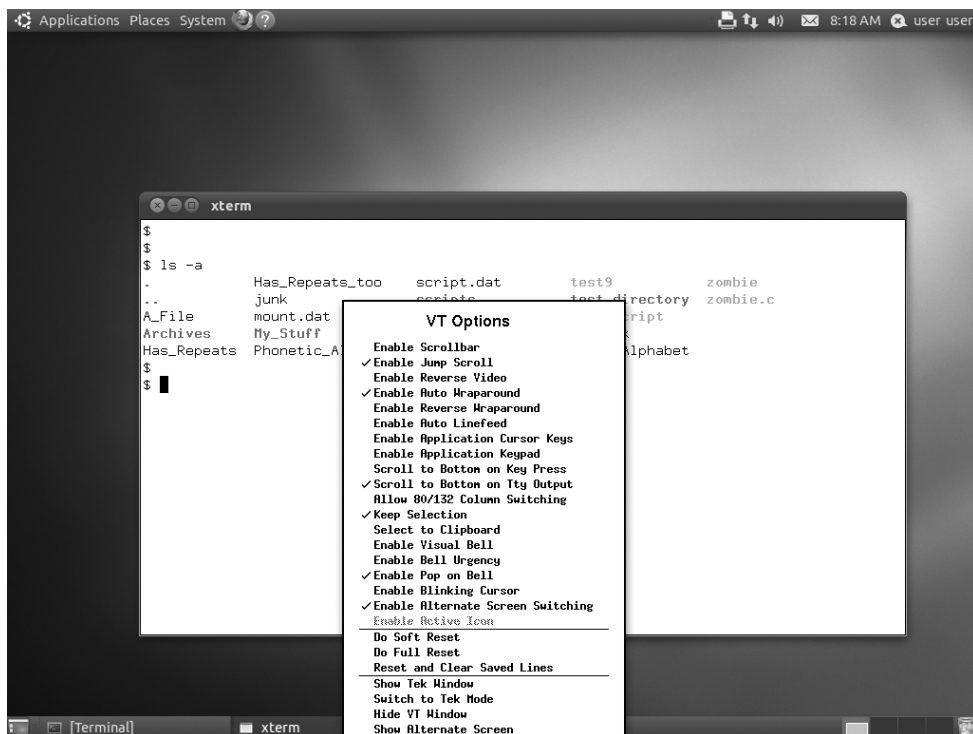 Applications Places System ? 8:18 AM user user
xterm
$
$
$ ls -a
. Has_Repeats_too script.dat test9 zombie
.. junk scripts test_directory zombie.c
A_File mount.dat ript
Archives My_Stuff
Has_Repeats Phonetic_A lphabet
$
$
VT Options
Enable Scrollbar
✓ Enable Jump Scroll
Enable Reverse Video
✓ Enable Auto Wraparound
Enable Reverse Wraparound
Enable Auto Linefeed
Enable Application Cursor Keys
Enable Application Keypad
Scroll to Bottom on Key Press
✓ Scroll to Bottom on Tty Output
Allow 80/132 Column Switching
✓ Keep Selection
Select to Clipboard
Enable Visual Bell
Enable Bell Urgency
✓ Enable Pop on Bell
Enable Blinking Cursor
✓ Enable Alternate Screen Switching
Enable Active Icon
Do Soft Reset
Do Full Reset
Reset and Clear Saved Lines
Show Tek Window
Switch to Tek Mode
Hide VT Window
Show Alternate Screen
[Terminal] xterm